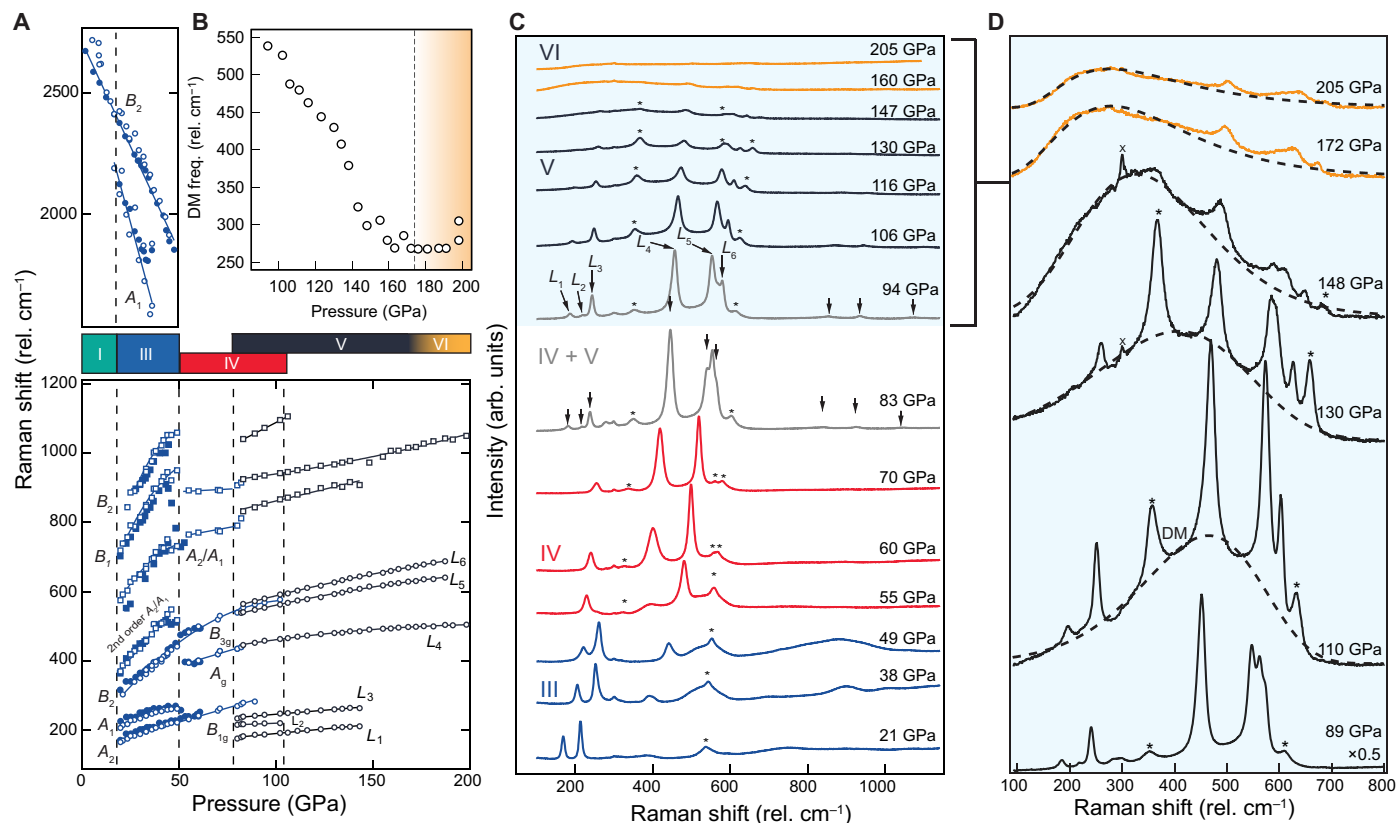 A
B
C
D
2500
2000
B₂
A₁
550
500
450
400
350
300
250
DM freq. (rel. cm⁻¹)
100
120
140
160
180
200
Pressure (GPa)
I
III
IV
V
VI
Raman shift (rel. cm⁻¹)
1200
1000
800
600
400
200
B₂
B₁
A₂/A₁
2nd order A₂/A₁
B₂
A₁
A₂
B₃g
A_g
B₁g
L₆
L₅
L₄
L₃
L₂
L₁
0
50
100
150
200
Pressure (GPa)
Intensity (arb. units)
VI
205 GPa
160 GPa
147 GPa
* *
130 GPa
* * * *
V
116 GPa
* *
106 GPa
* *
L₁
L₂
L₃
L₄
L₅
L₆
94 GPa
* *
IV + V
83 GPa
* *
70 GPa
* * *
IV
60 GPa
* **
55 GPa
* *
49 GPa
*
III
38 GPa
*
21 GPa
*
200
400
600
800
1000
Raman shift (rel. cm⁻¹)
205 GPa
172 GPa
x
148 GPa
*
*
x
130 GPa
*
*
DM
110 GPa
*
89 GPa
* *
×0.5
100
200
300
400
500
600
700
800
Raman shift (rel. cm⁻¹)